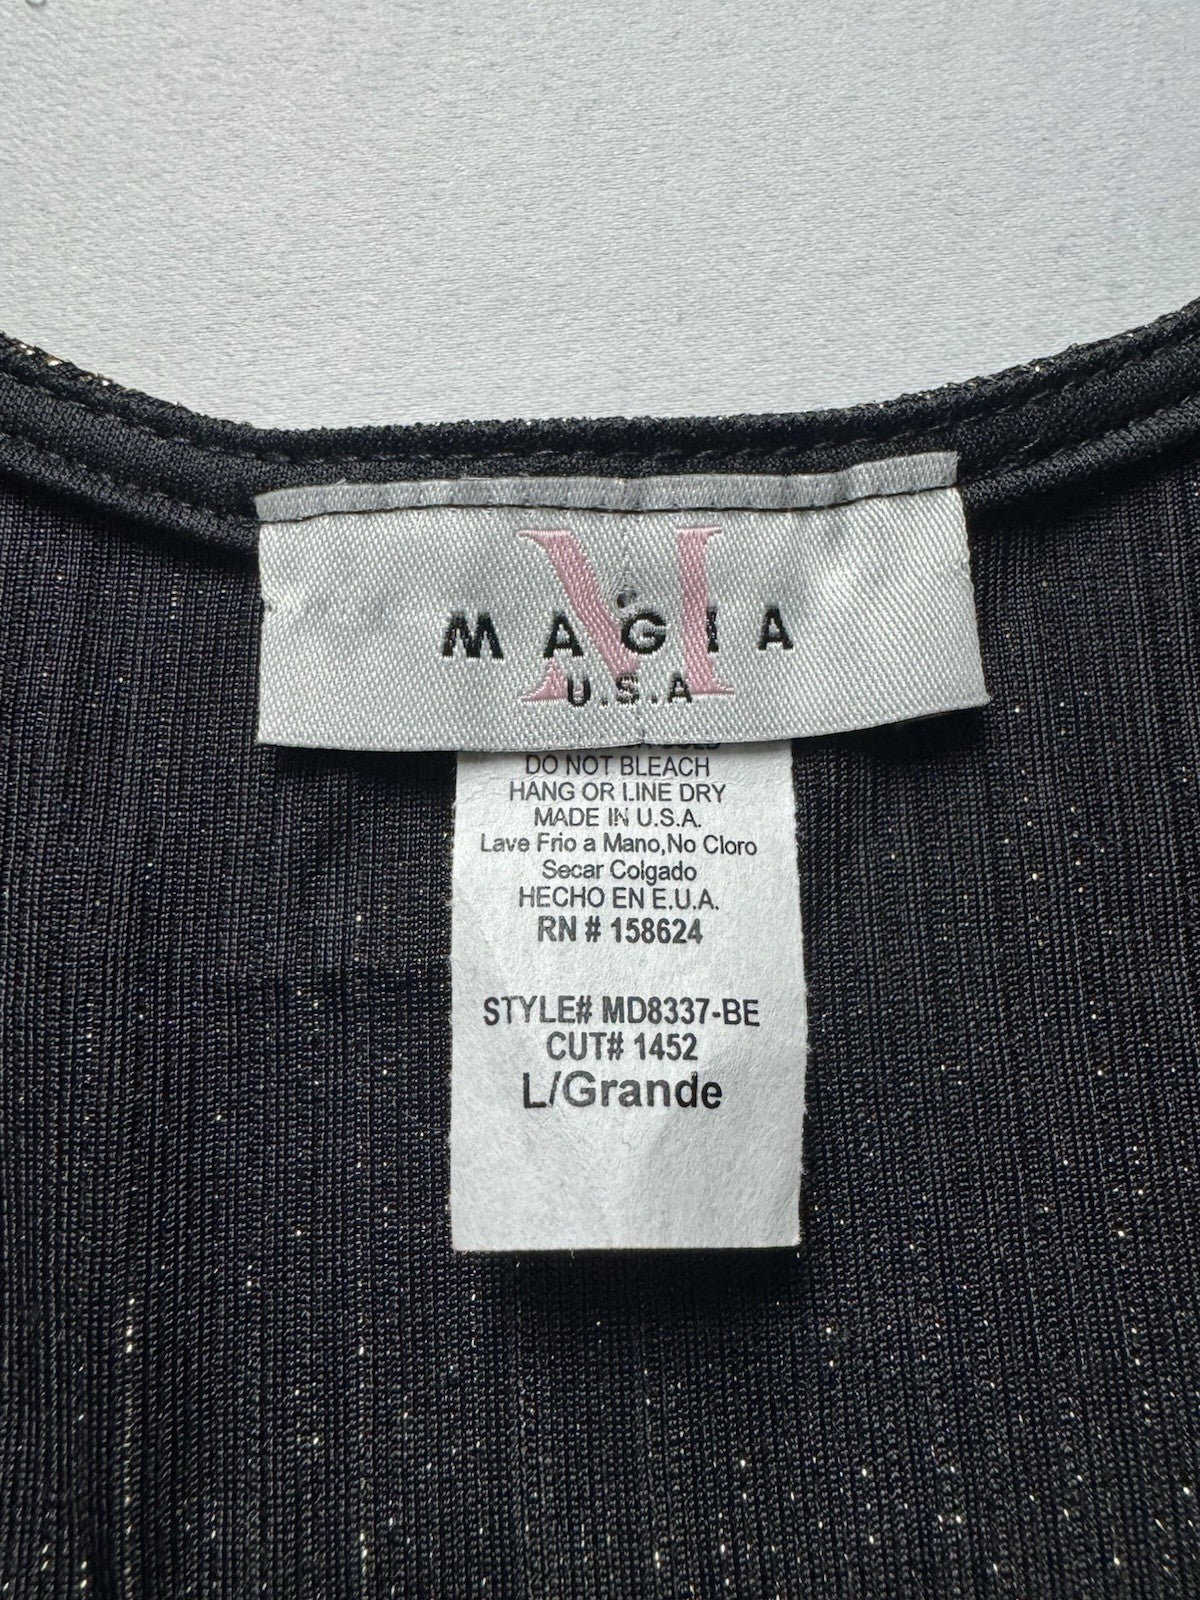 M
MAGIA
U.S.A
DO NOT BLEACH
HANG OR LINE DRY
MADE IN U.S.A.
Lave Frio a Mano,No Cloro
Secar Colgado
HECHO EN E.U.A.
RN # 158624
STYLE# MD8337-BE
CUT# 1452
L/Grande